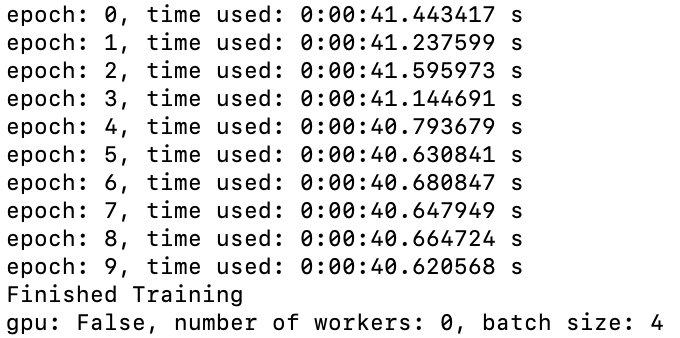 epoch: 0, time used: 0:00:41.443417 s
epoch: 1, time used: 0:00:41.237599 s
epoch: 2, time used: 0:00:41.595973 s
epoch: 3, time used: 0:00:41.144691 s
epoch: 4, time used: 0:00:40.793679 s
epoch: 5, time used: 0:00:40.630841 s
epoch: 6, time used: 0:00:40.680847 s
epoch: 7, time used: 0:00:40.647949 s
epoch: 8, time used: 0:00:40.664724 s
epoch: 9, time used: 0:00:40.620568 s
Finished Training
gpu: False, number of workers: 0, batch size: 4